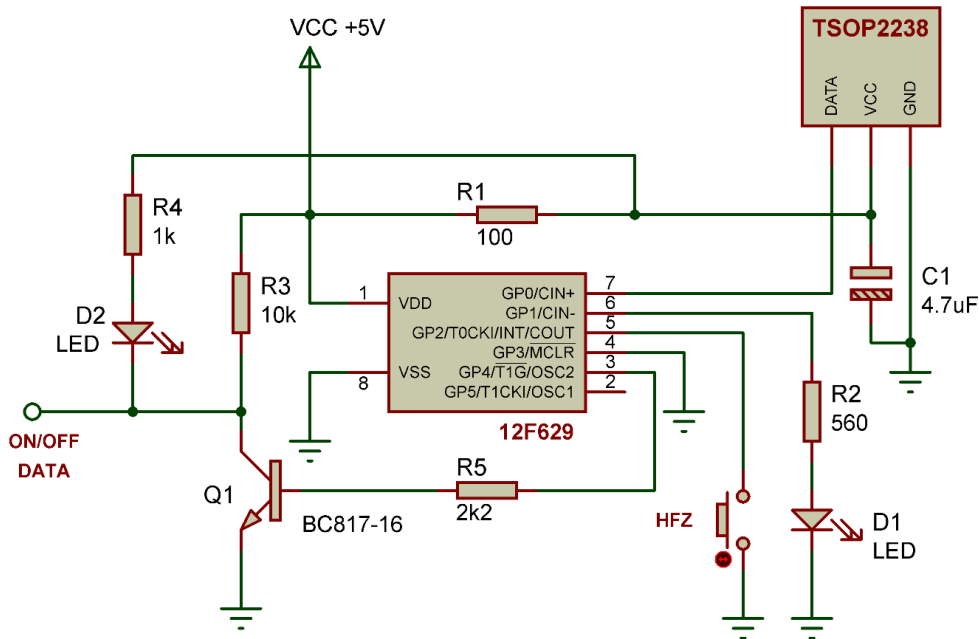 VCC +5V
TSOP2238
DATA
VCC
GND
R4
1k
R1
100
R3
10k
C1
4.7uF
D2
LED
1
VDD
GP0/CIN+
7
GP1/CIN-
6
GP2/T0CKI/INT/COUT
5
GP3/MCLR
4
8
VSS
GP4/T1G/OSC2
3
GP5/T1CKI/OSC1
2
12F629
R2
560
ON/OFF
DATA
R5
2k2
Q1
BC817-16
HFZ
D1
LED